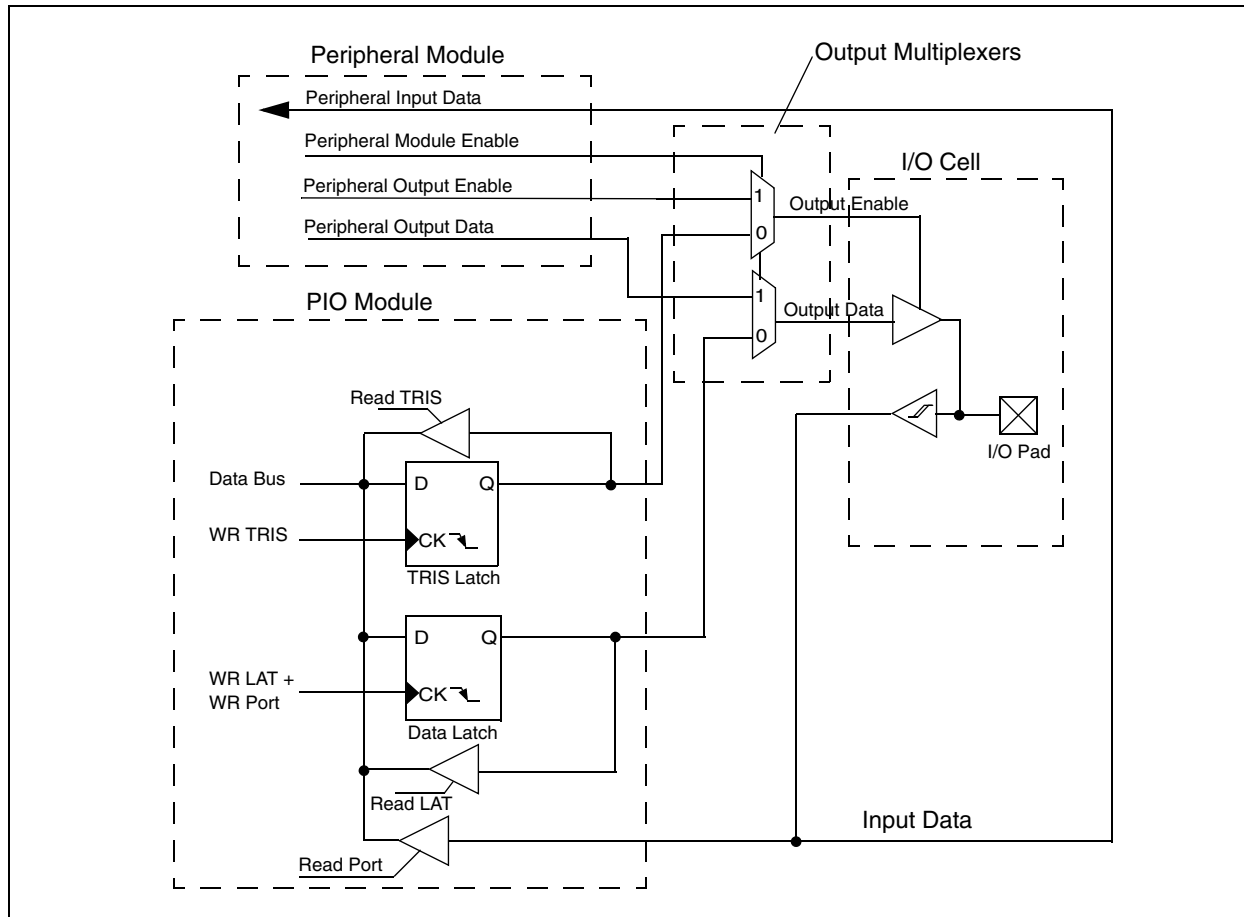 Peripheral Module
Output Multiplexers
Peripheral Input Data
Peripheral Module Enable
I/O Cell
Peripheral Output Enable
1
Output Enable
Peripheral Output Data
0
PIO Module
1
Output Data
0
Read TRIS
I/O Pad
Data Bus
D
Q
WR TRIS
CK
TRIS Latch
D
Q
WR LAT +
WR Port
CK
Data Latch
Read LAT
Input Data
Read Port